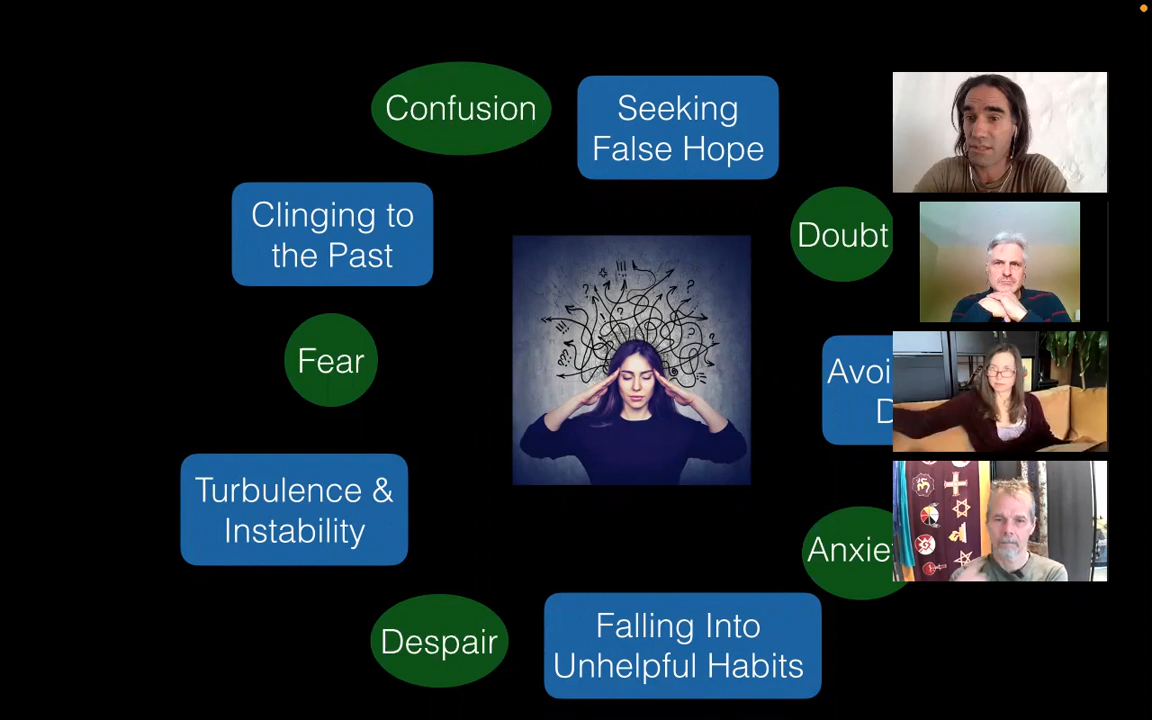 Confusion
Seeking
False Hope
Clinging to
the Past
Doubt
Fear
Turbulence &
Instability
Despair
Falling Into
Unhelpful Habits